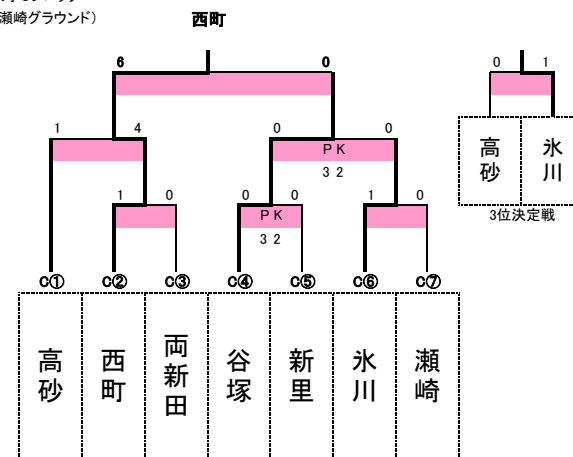 瀬崎グラウンド）
西町
6 0
0 1
1 4 0 0
PK
3 2
高砂 氷川
3位決定戦
1 0 0 0 1 0
PK
3 2
C① C② C③ C④ C⑤ C⑥ C⑦
高砂 西町 両新田 谷塚 新里 氷川 瀬崎